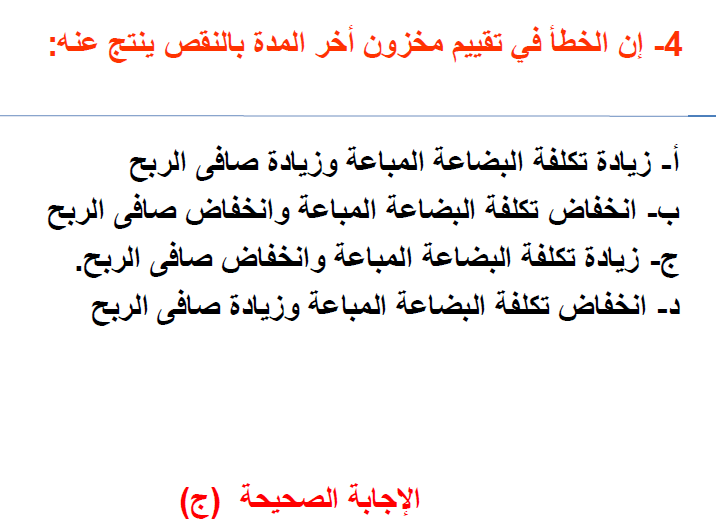 4- إن الخطأ في تقييم مخزون أخر المدة بالنقص ينتج عنه:
أ- زيادة تكلفة البضاعة المباعة وزيادة صافى الربح
ب- انخفاض تكلفة البضاعة المباعة وانخفاض صافى الربح
ج- زيادة تكلفة البضاعة المباعة وانخفاض صافى الربح.
د- انخفاض تكلفة البضاعة المباعة وزيادة صافى الربح
الإجابة الصحيحة (ج)